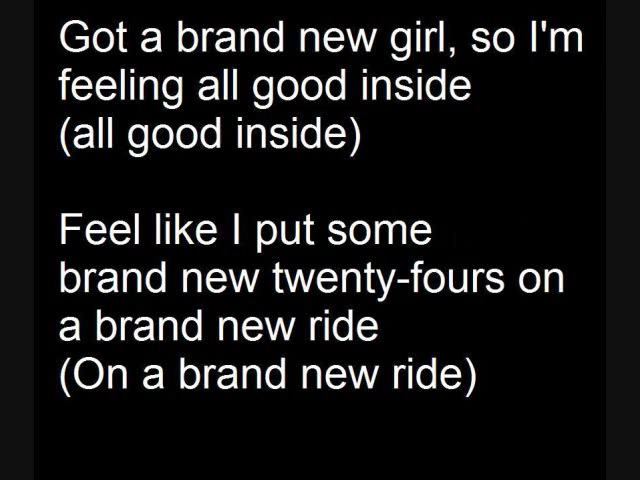 Got a brand new girl, so I'm
feeling all good inside
(all good inside)
Feel like I put some
brand new twenty-fours on
a brand new ride
(On a brand new ride)